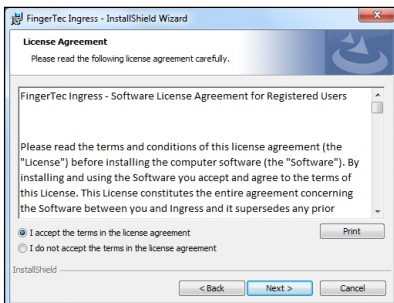 FingerTec Ingress - InstallShield Wizard
License Agreement
Please read the following license agreement carefully.
FingerTec Ingress - Software License Agreement for Registered Users
Please read the terms and conditions of this license agreement (the
"License") before installing the computer software (the "Software"). By
installing and using the Software you accept and agree to the terms of
this License. This License constitutes the entire agreement concerning
the Software between you and Ingress and it supersedes any prior
I accept the terms in the license agreement
Print
I do not accept the terms in the license agreement
InstallShield
< Back
Next >
Cancel